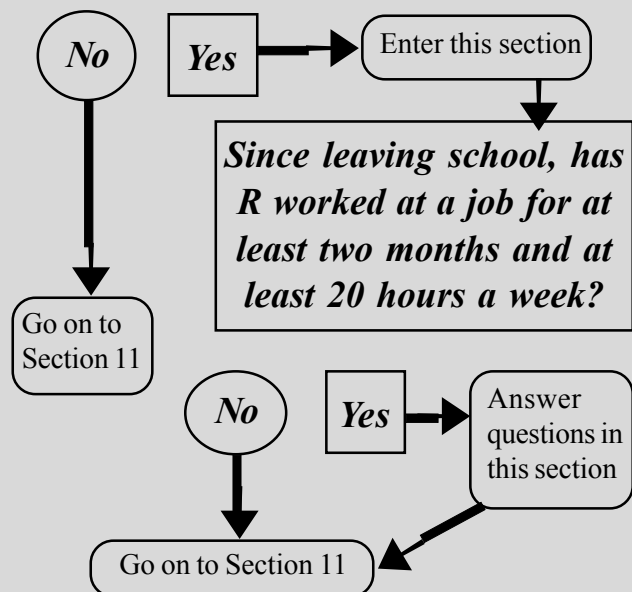 No
Yes
Enter this section
Since leaving school, has
R worked at a job for at
least two months and at
least 20 hours a week?
Go on to
Section 11
No
Yes
Answer
questions in
this section
Go on to Section 11